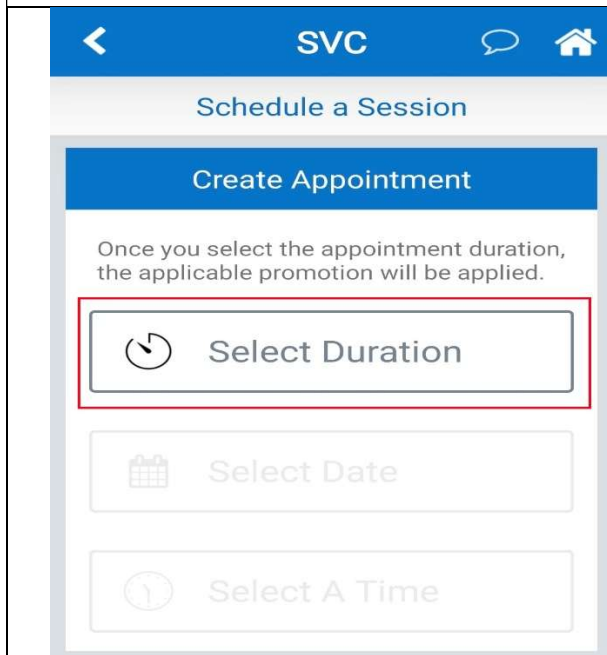 SVC
Schedule a Session
Create Appointment
Once you select the appointment duration,
the applicable promotion will be applied.
Select Duration
Select Date
Select A Time